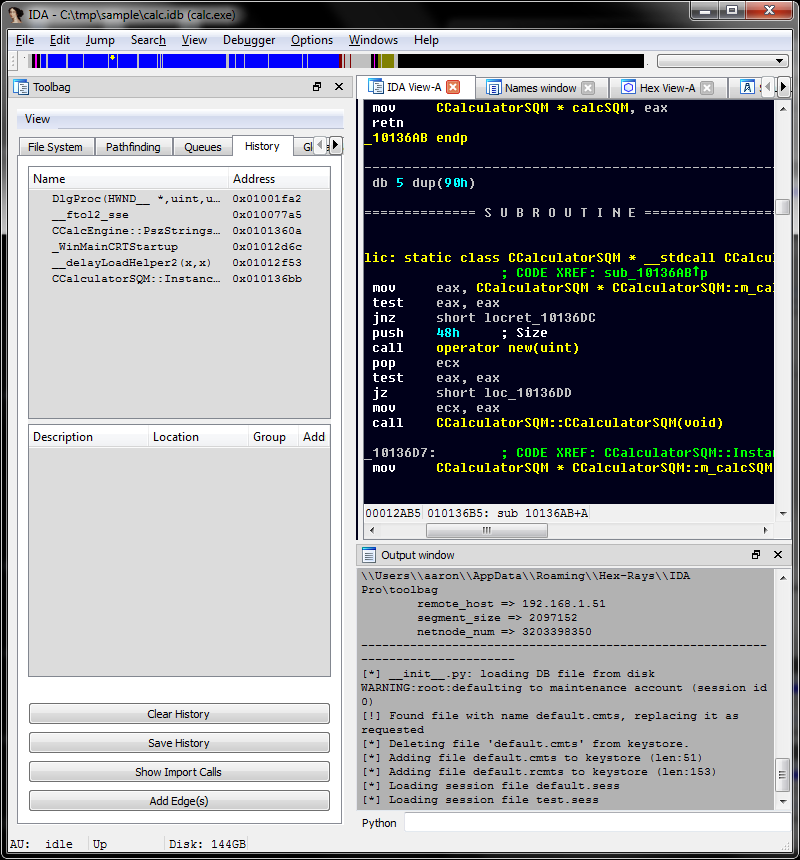 IDA - C:\tmp\sample\calc.idb (calc.exe)
File Edit Jump Search View Debugger Options Windows Help
Toolbag
View
File System Pathfinding Queues History
Name Address
DlgProc(HWND__ *,uint,u... 0x01001fa2
__ftol2_sse 0x010077a5
CCalcEngine::PszStrings... 0x0101360a
_WinMainCRTStartup 0x01012d6c
__delayLoadHelper2(x,x) 0x01012f53
CCalculatorSQM::Instanc... 0x010136bb
Description Location Group Add
Clear History
Save History
Show Import Calls
Add Edge(s)
IDA View-A Names window Hex View-A
mov CCalculatorSQM * calcSQM, eax
retn
_10136AB endp
db 5 dup(90h)
============== S U B R O U T I N E ================
lic: static class CCalculatorSQM * __stdcall CCalcu
; CODE XREF: sub_10136AB↑p
mov eax, CCalculatorSQM * CCalculatorSQM::m_ca
test eax, eax
jnz short locret_10136DC
push 48h ; Size
call operator new(uint)
pop ecx
test eax, eax
jz short loc_10136DD
mov ecx, eax
call CCalculatorSQM::CCalculatorSQM(void)
_10136D7: ; CODE XREF: CCalculatorSQM::Instan
mov CCalculatorSQM * CCalculatorSQM::m_calcSQM
00012AB5 010136B5: sub 10136AB+A
Output window
\\Users\\aaron\\AppData\\Roaming\\Hex-Rays\\IDA
Pro\toolbag
remote_host => 192.168.1.51
segment_size => 2097152
netnode_num => 3203398350
[*] __init__.py: loading DB file from disk
WARNING:root:defaulting to maintenance account (session id
0)
[!] Found file with name default.cmts, replacing it as
requested
[*] Deleting file 'default.cmts' from keystore.
[*] Adding file default.cmts to keystore (len:51)
[*] Adding file default.rcmts to keystore (len:153)
[*] Loading session file default.sess
[*] Loading session file test.sess
Python
AU: idle Up Disk: 144GB